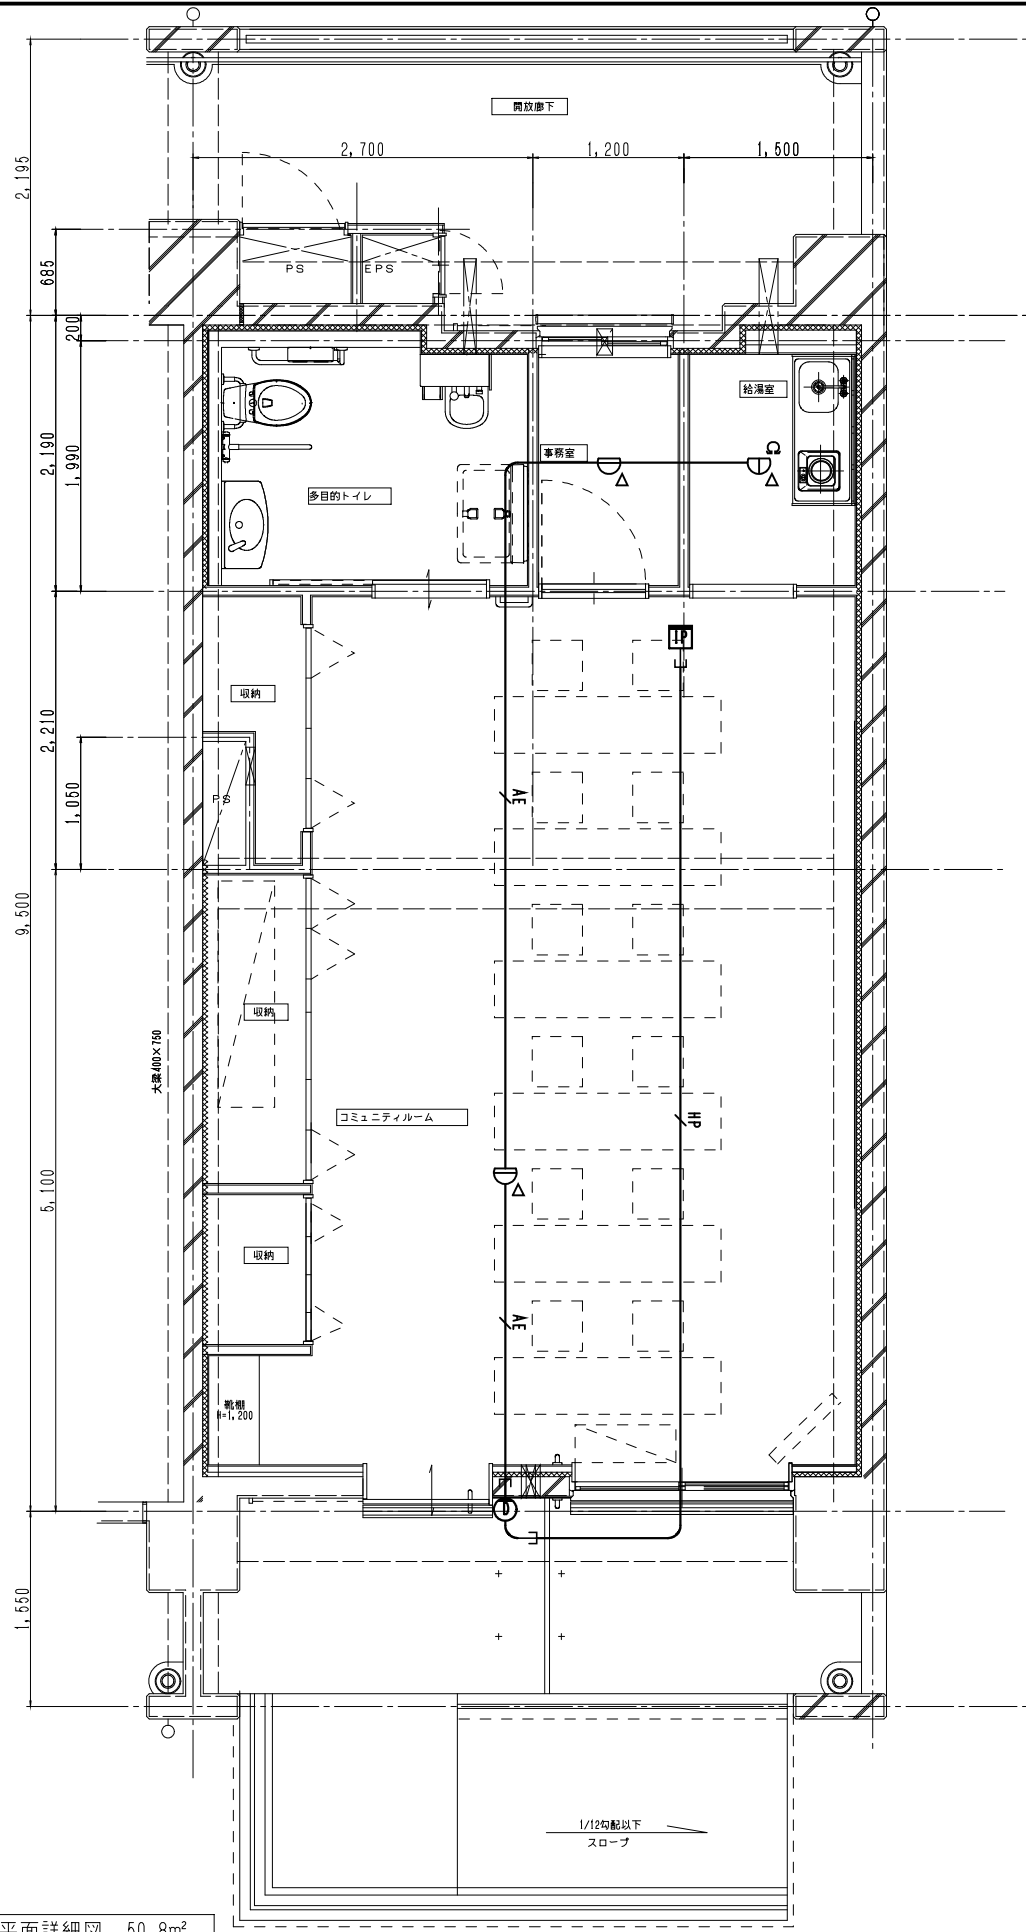 開放廊下
2,700
1,200
1,500
2,195
685
200
PS
EPS
給湯室
事務室
2,190
1,990
多目的トイレ
収納
2,210
1,050
PS
AE
9,500
収納
大梁400×750
コミュニティルーム
HP
5,100
収納
AE
靴棚
H=1,200
1,550
1/12勾配以下
スロープ
平面詳細図 50.8m²